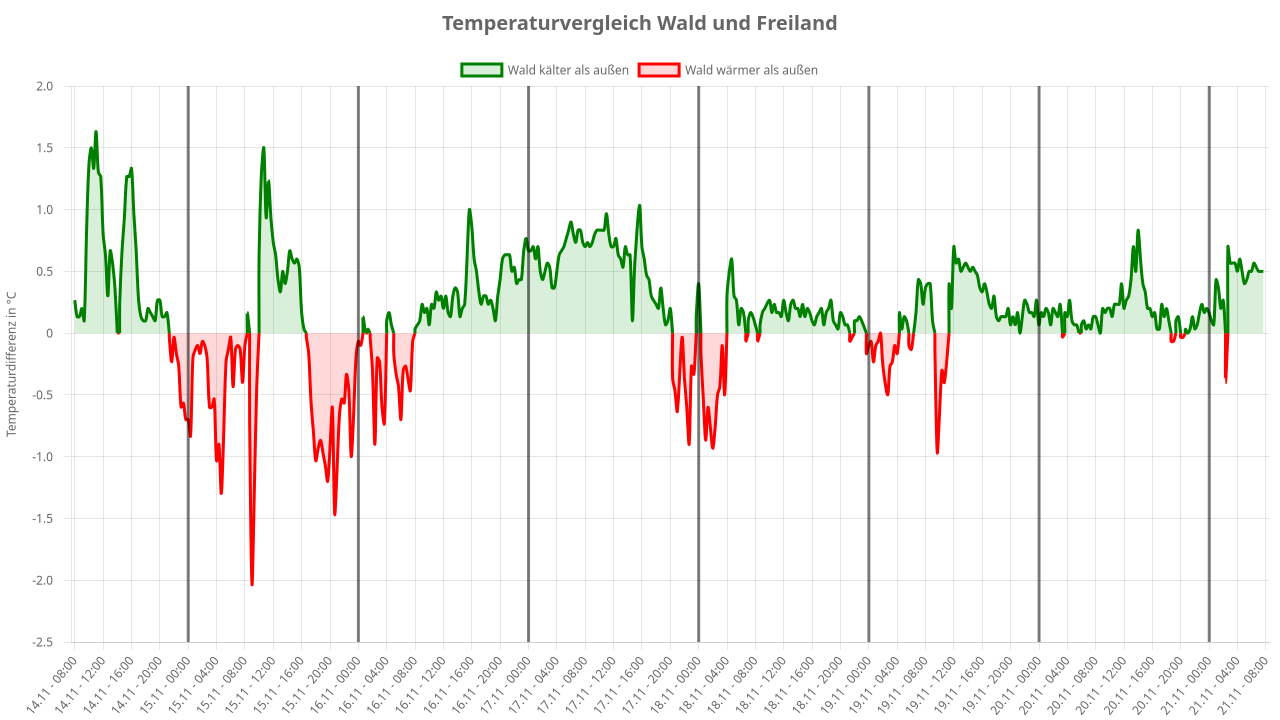 Temperaturvergleich Wald und Freiland
Wald kälter als außen
Wald wärmer als außen
Temperaturdifferenz in °C
2.0
1.5
1.0
0.5
0
-0.5
-1.0
-1.5
-2.0
-2.5
14.11 - 08:00
14.11 - 12:00
14.11 - 16:00
14.11 - 20:00
15.11 - 00:00
15.11 - 04:00
15.11 - 08:00
15.11 - 12:00
15.11 - 16:00
15.11 - 20:00
16.11 - 00:00
16.11 - 04:00
16.11 - 08:00
16.11 - 12:00
16.11 - 16:00
16.11 - 20:00
17.11 - 00:00
17.11 - 04:00
17.11 - 08:00
17.11 - 12:00
17.11 - 16:00
17.11 - 20:00
18.11 - 00:00
18.11 - 04:00
18.11 - 08:00
18.11 - 12:00
18.11 - 16:00
18.11 - 20:00
19.11 - 00:00
19.11 - 04:00
19.11 - 08:00
19.11 - 12:00
19.11 - 16:00
19.11 - 20:00
20.11 - 00:00
20.11 - 04:00
20.11 - 08:00
20.11 - 12:00
20.11 - 16:00
20.11 - 20:00
21.11 - 00:00
21.11 - 04:00
21.11 - 08:00